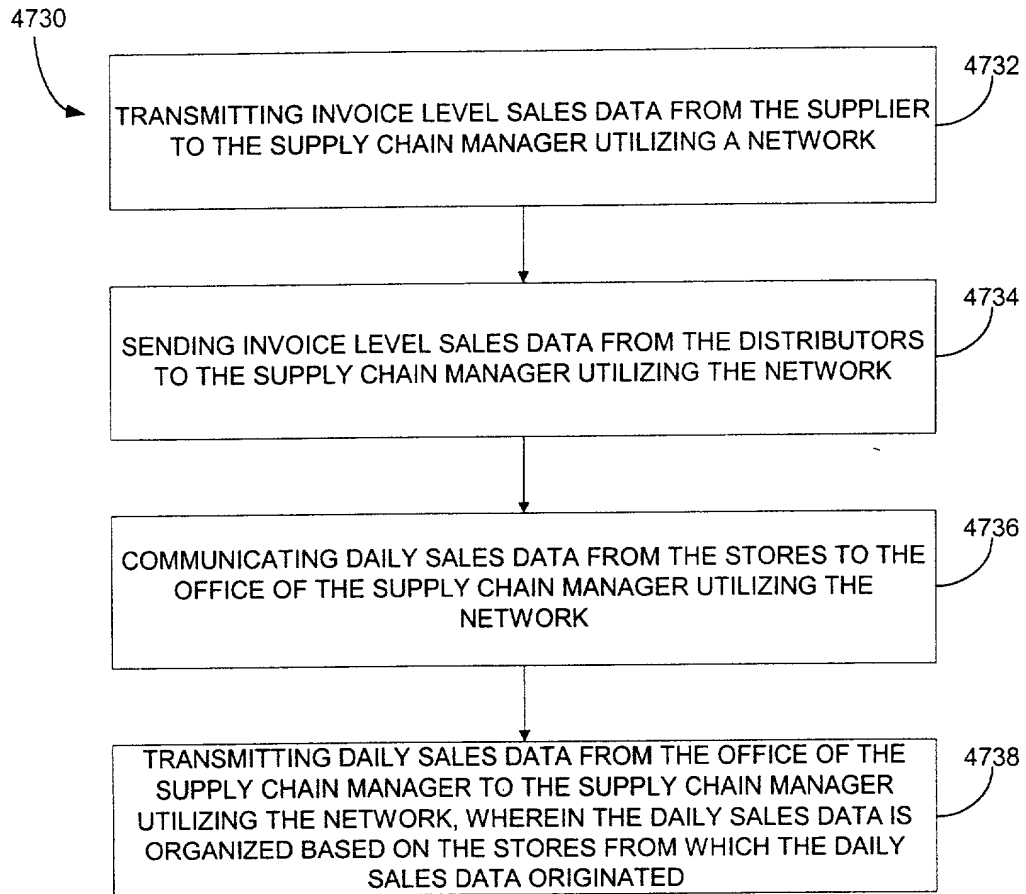 4730
4732
TRANSMITTING INVOICE LEVEL SALES DATA FROM THE SUPPLIER
TO THE SUPPLY CHAIN MANAGER UTILIZING A NETWORK
4734
SENDING INVOICE LEVEL SALES DATA FROM THE DISTRIBUTORS
TO THE SUPPLY CHAIN MANAGER UTILIZING THE NETWORK
4736
COMMUNICATING DAILY SALES DATA FROM THE STORES TO THE
OFFICE OF THE SUPPLY CHAIN MANAGER UTILIZING THE
NETWORK
4738
TRANSMITTING DAILY SALES DATA FROM THE OFFICE OF THE
SUPPLY CHAIN MANAGER TO THE SUPPLY CHAIN MANAGER
UTILIZING THE NETWORK, WHEREIN THE DAILY SALES DATA IS
ORGANIZED BASED ON THE STORES FROM WHICH THE DAILY
SALES DATA ORIGINATED